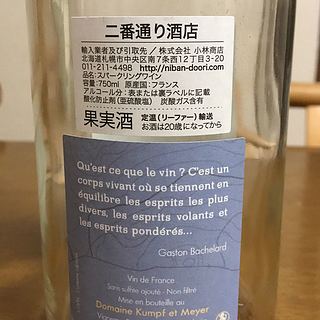 二番通り酒店
輸入業者及び引取先／株式会社 小林商店
北海道札幌市中央区南7条西12丁目3-20
011-211-4498 http://niban-doori.com/
品名：スパークリングワイン
容量：750ml 原産国：フランス
アルコール分：表または裏ラベルに記載
酸化防止剤(亜硫酸塩) 炭酸ガス含有
果実酒 定温（リーファー）輸送
お酒は20歳になってから
Qu'est ce que le vin ? C'est un
corps vivant où se tiennent en
équilibre les esprits les plus
divers, les esprits volants et
les esprits pondérés...
Gaston Bachelard
Vin de France
Sans sulfite ajouté - Non filtré
Mise en bouteille au
Domaine Kumpf et Meyer